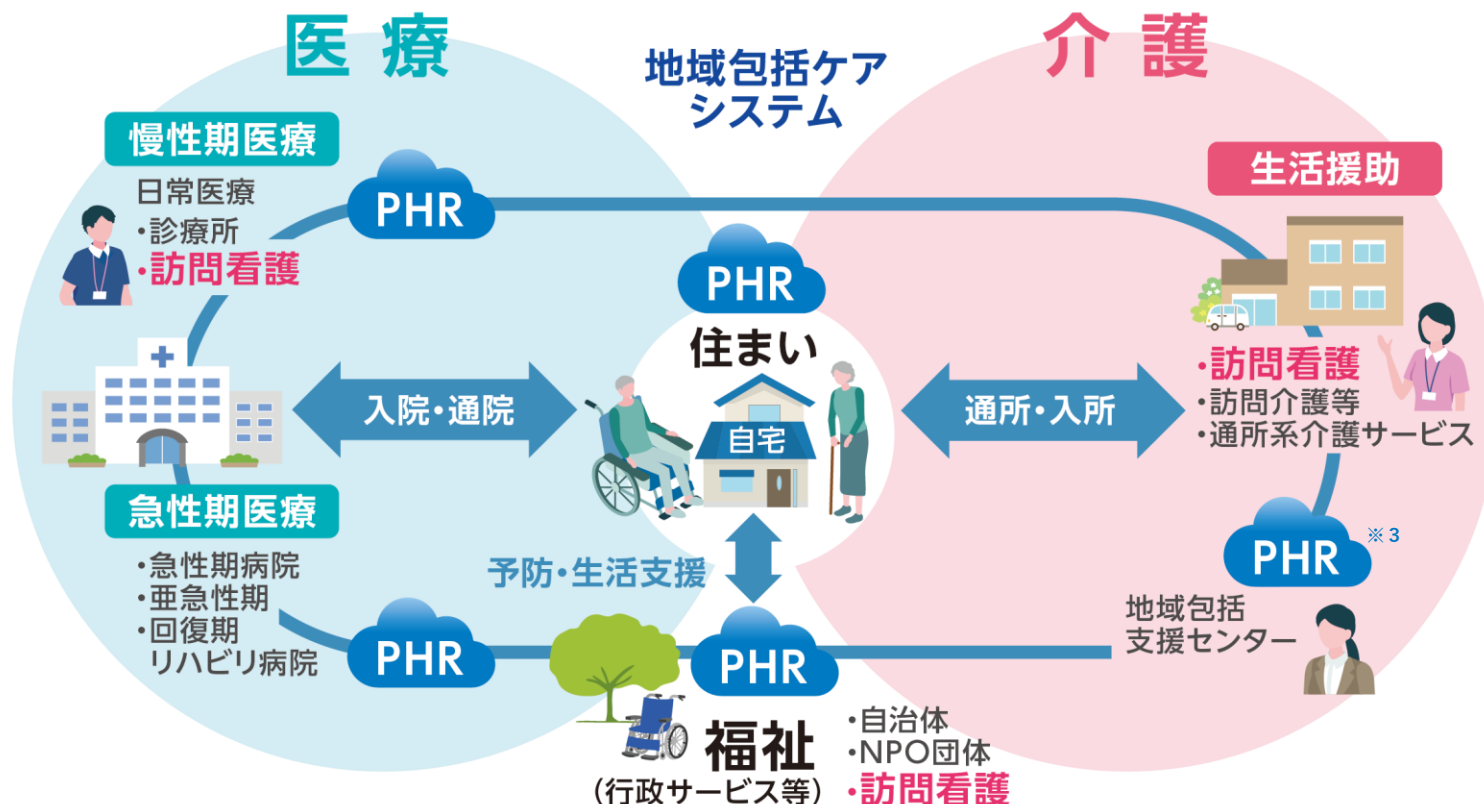 医療
地域包括ケア
システム
介護
慢性期医療
日常医療
・診療所
・訪問看護
PHR
PHR
住まい
自宅
生活援助
・訪問看護
・訪問介護等
・通所系介護サービス
入院・通院
通所・入所
急性期医療
・急性期病院
・亜急性期
・回復期
リハビリ病院
予防・生活支援
PHR
PHR
PHR ※3
地域包括
支援センター
福祉
(行政サービス等)
・自治体
・NPO団体
・訪問看護